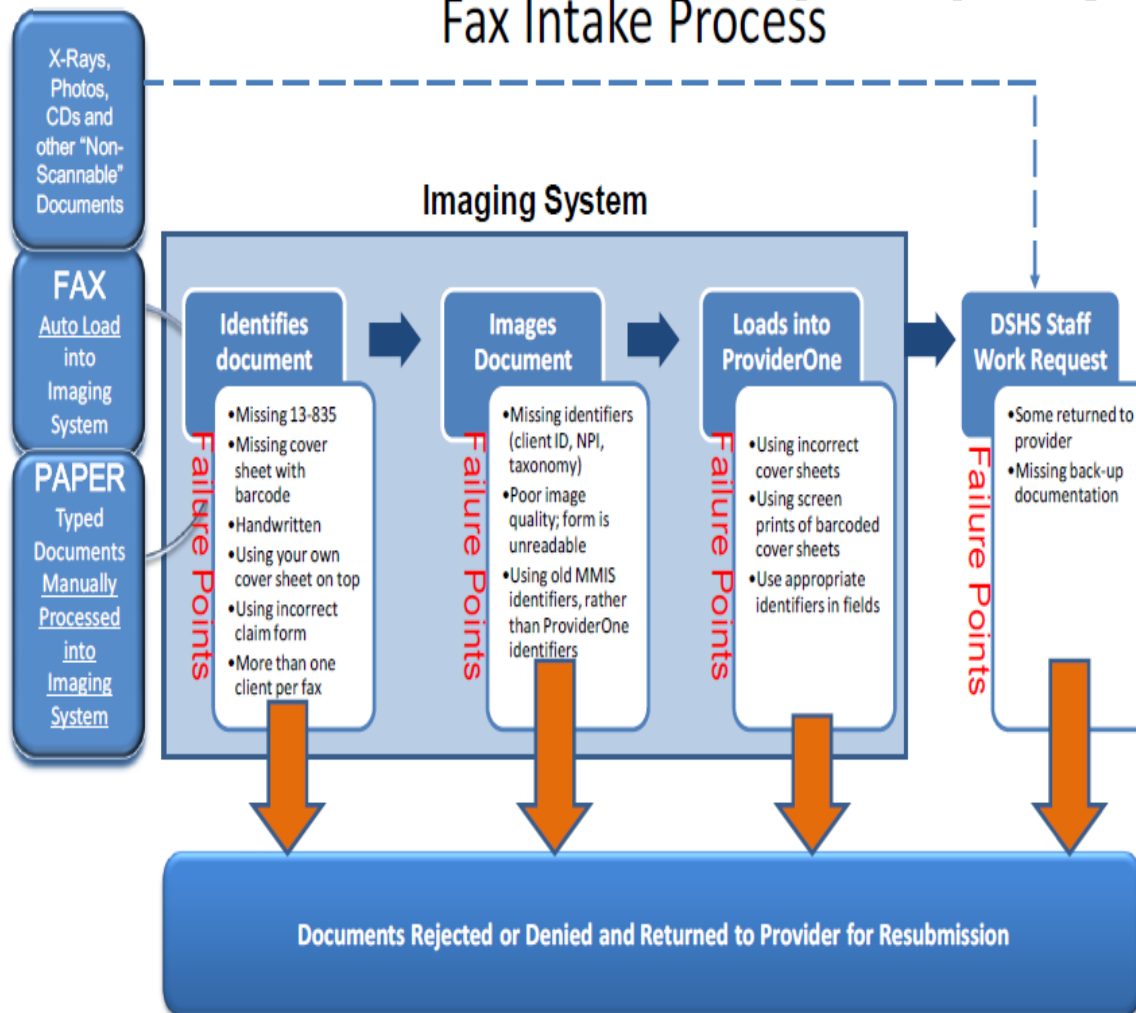 Fax Intake Process
X-Rays,
Photos,
CDs and
other "Non-
Scannable"
Documents
FAX
Auto Load
into
Imaging
System
PAPER
Typed
Documents
Manually
Processed
into
Imaging
System
Imaging System
Identifies
document
Failure Points
•Missing 13-835
•Missing cover
sheet with
barcode
•Handwritten
•Using your own
cover sheet on top
•Using incorrect
claim form
•More than one
client per fax
Images
Document
Failure Points
•Missing identifiers
(client ID, NPI,
taxonomy)
•Poor image
quality; form is
unreadable
•Using old MMIS
identifiers, rather
than ProviderOne
identifiers
Loads into
ProviderOne
Failure Points
•Using incorrect
cover sheets
•Using screen
prints of barcoded
cover sheets
•Use appropriate
identifiers in fields
DSHS Staff
Work Request
Failure Points
•Some returned to
provider
•Missing back-up
documentation
Documents Rejected or Denied and Returned to Provider for Resubmission